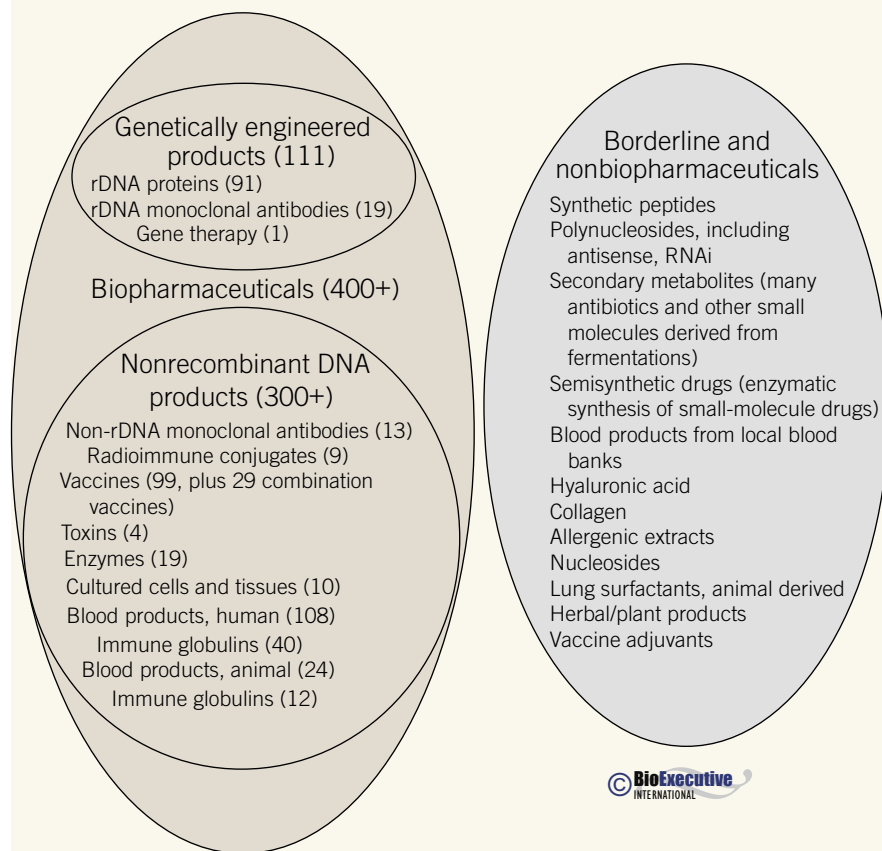 Genetically engineered
products (111)
rDNA proteins (91)
rDNA monoclonal antibodies (19)
Gene therapy (1)
Biopharmaceuticals (400+)
Nonrecombinant DNA
products (300+)
Non-rDNA monoclonal antibodies (13)
Radioimmune conjugates (9)
Vaccines (99, plus 29 combination
vaccines)
Toxins (4)
Enzymes (19)
Cultured cells and tissues (10)
Blood products, human (108)
Immune globulins (40)
Blood products, animal (24)
Immune globulins (12)
Borderline and
nonbiopharmaceuticals
Synthetic peptides
Polynucleosides, including
antisense, RNAi
Secondary metabolites (many
antibiotics and other small
molecules derived from
fermentations)
Semisynthetic drugs (enzymatic
synthesis of small-molecule drugs)
Blood products from local blood
banks
Hyaluronic acid
Collagen
Allergenic extracts
Nucleosides
Lung surfactants, animal derived
Herbal/plant products
Vaccine adjuvants
© BioExecutive
INTERNATIONAL